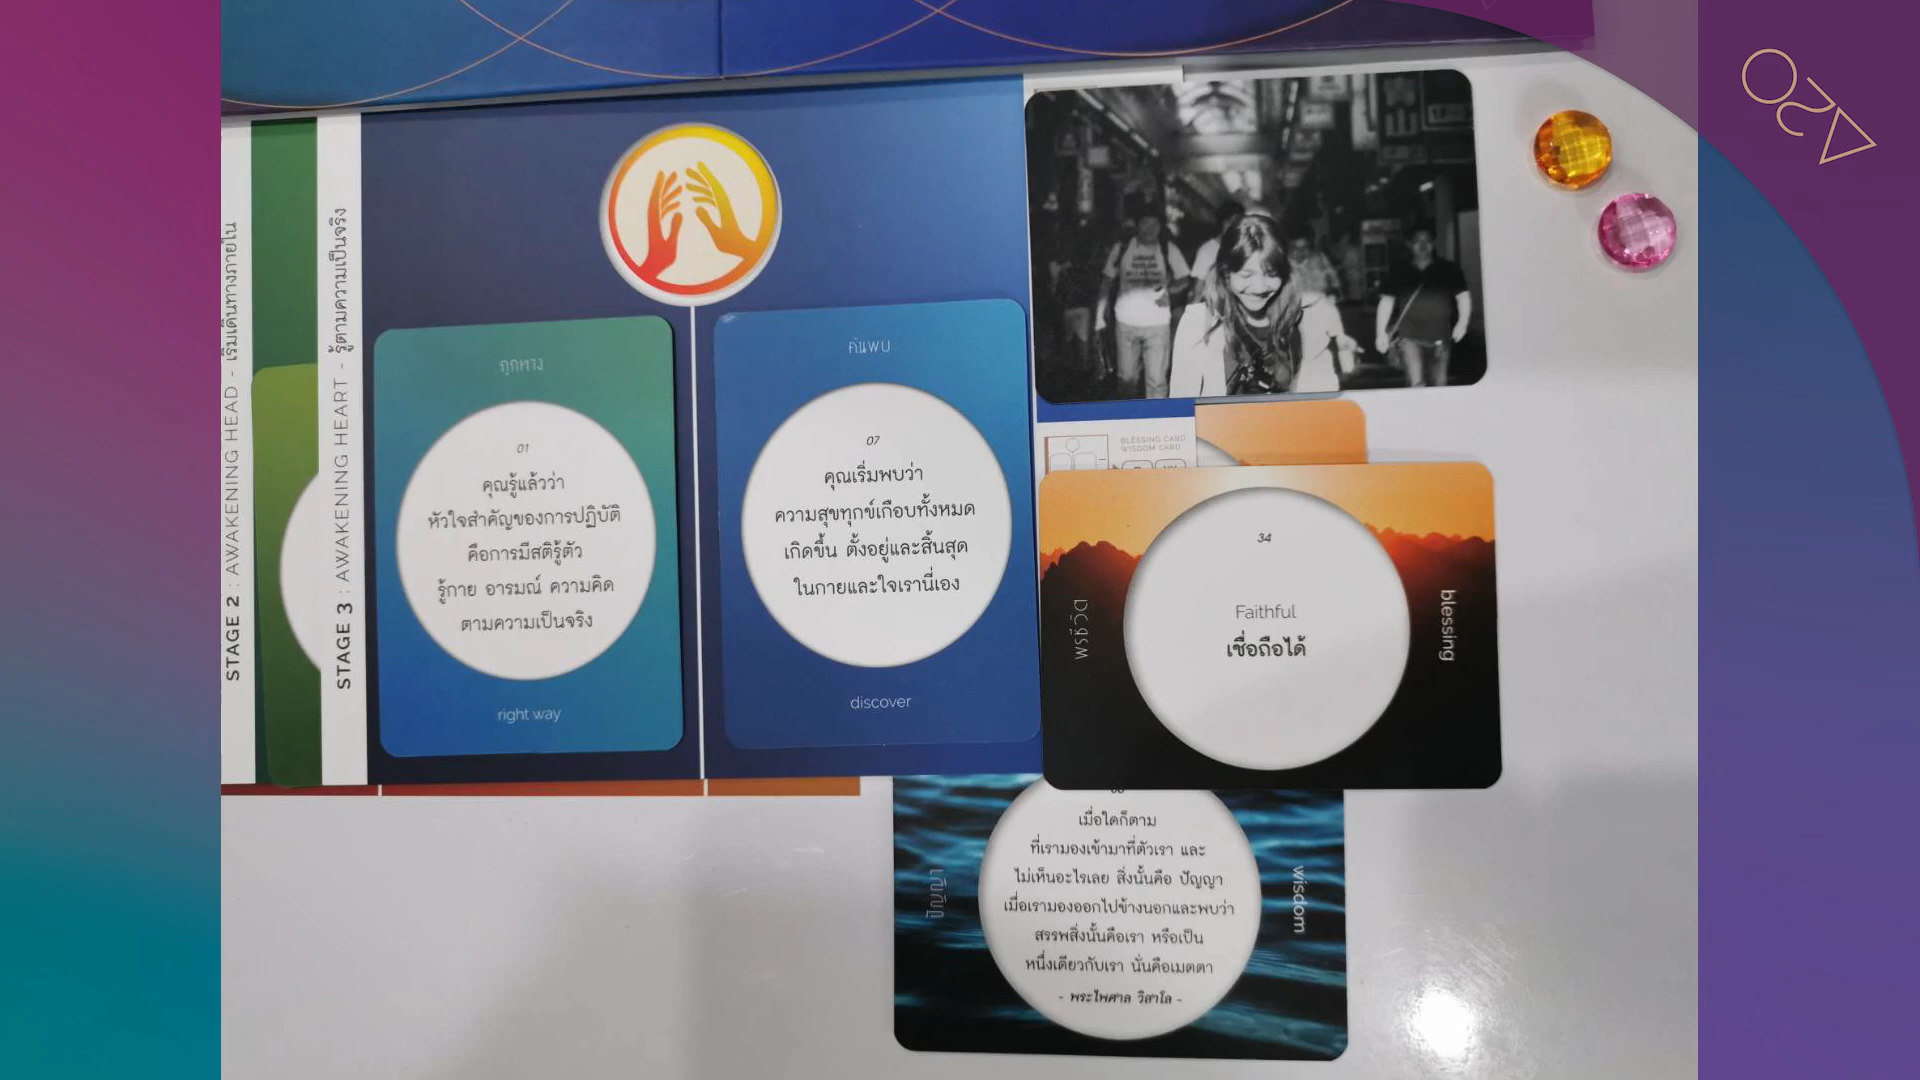 STAGE 2 : AWAKENING HEAD - เริ่มเดินทางภายใน
STAGE 3 : AWAKENING HEART - รู้ตามความเป็นจริง
ถูกทาง
01
คุณรู้แล้วว่า
หัวใจสำคัญของการปฏิบัติ
คือการมีสติรู้ตัว
รู้กาย อารมณ์ ความคิด
ตามความเป็นจริง
right way
ค้นพบ
07
คุณเริ่มพบว่า
ความสุขทุกข์เกือบทั้งหมด
เกิดขึ้น ตั้งอยู่และสิ้นสุด
ในกายและใจเรานี่เอง
discover
BLESSING CARD
WISDOM CARD
พรชีวิต
34
Faithful
เชื่อถือได้
blessing
ปัญญา
เมื่อใดก็ตาม
ที่เรามองเข้ามาที่ตัวเรา และ
ไม่เห็นอะไรเลย สิ่งนั้นคือ ปัญญา
เมื่อเรามองออกไปข้างนอกและพบว่า
สรรพสิ่งนั้นคือเรา หรือเป็น
หนึ่งเดียวกับเรา นั่นคือเมตตา
- พระไพศาล วิสาโล -
wisdom